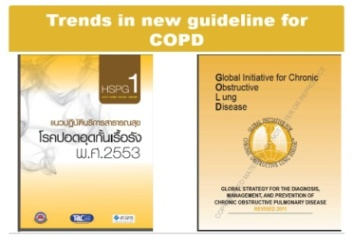 Trends in new guideline for
COPD
HSPG 1
แนวปฏิบัติบริการสาธารณสุข
โรคปอดอุดกั้นเรื้อรัง
พ.ศ.2553
Global Initiative for Chronic
Obstructive
Lung
Disease
GLOBAL STRATEGY FOR THE DIAGNOSIS,
MANAGEMENT, AND PREVENTION OF
CHRONIC OBSTRUCTIVE PULMONARY DISEASE
REVISED 2011